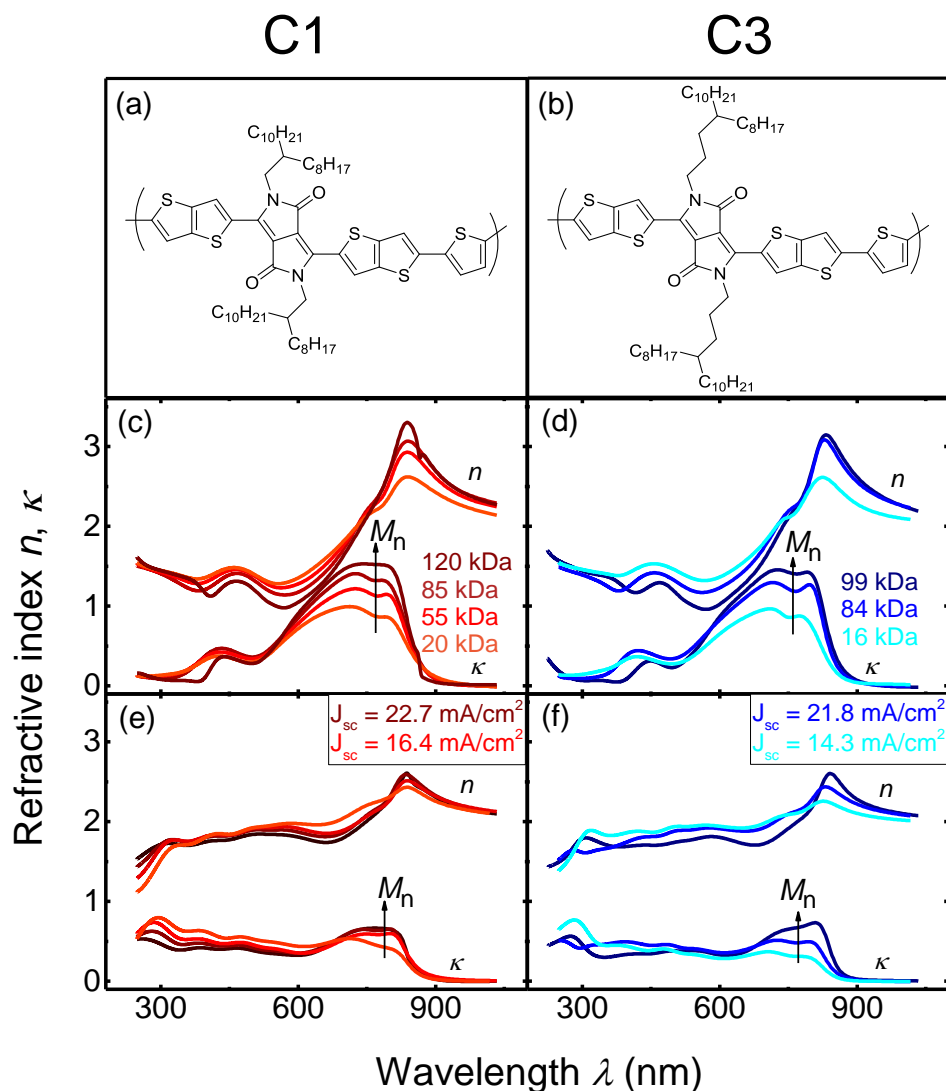 C1
C3
(a)
C₁₀H₂₁
C₈H₁₇
N
O
S
S
S
S
S
O
N
C₁₀H₂₁
C₈H₁₇
(b)
C₁₀H₂₁
C₈H₁₇
N
O
S
S
S
S
S
O
N
C₈H₁₇
C₁₀H₂₁
Refractive index n, κ
(c)
3
2
1
0
n
Mₙ
120 kDa
85 kDa
55 kDa
20 kDa
κ
(d)
n
Mₙ
99 kDa
84 kDa
16 kDa
κ
(e)
Jsc = 22.7 mA/cm²
Jsc = 16.4 mA/cm²
3
2
1
0
n
Mₙ
κ
(f)
Jsc = 21.8 mA/cm²
Jsc = 14.3 mA/cm²
n
Mₙ
κ
300 600 900 300 600 900
Wavelength λ (nm)